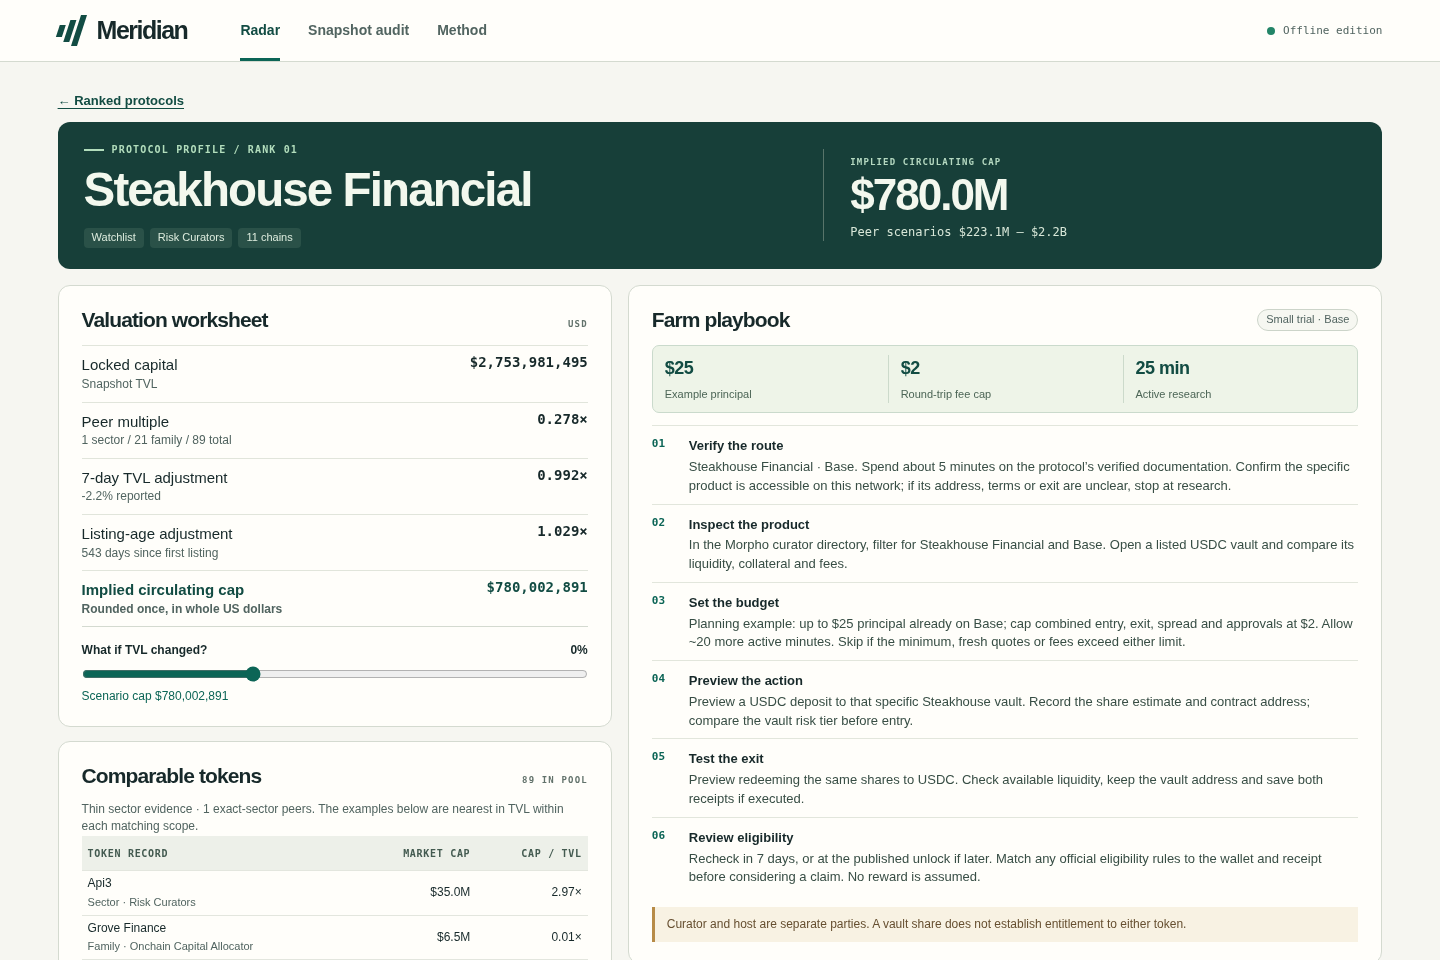 Meridian
Radar
Snapshot audit
Method
Offline edition
← Ranked protocols
PROTOCOL PROFILE / RANK 01
Steakhouse Financial
Watchlist
Risk Curators
11 chains
IMPLIED CIRCULATING CAP
$780.0M
Peer scenarios $223.1M — $2.2B
Valuation worksheet
USD
Locked capital
$2,753,981,495
Snapshot TVL
Peer multiple
0.278×
1 sector / 21 family / 89 total
7-day TVL adjustment
0.992×
-2.2% reported
Listing-age adjustment
1.029×
543 days since first listing
Implied circulating cap
$780,002,891
Rounded once, in whole US dollars
What if TVL changed?
0%
Scenario cap $780,002,891
Comparable tokens
89 IN POOL
Thin sector evidence · 1 exact-sector peers. The examples below are nearest in TVL within
each matching scope.
TOKEN RECORD
MARKET CAP
CAP / TVL
Api3
Sector · Risk Curators
$35.0M
2.97×
Grove Finance
Family · Onchain Capital Allocator
$6.5M
0.01×
Farm playbook
Small trial · Base
$25
Example principal
$2
Round-trip fee cap
25 min
Active research
01
Verify the route
Steakhouse Financial · Base. Spend about 5 minutes on the protocol's verified documentation. Confirm the specific
product is accessible on this network; if its address, terms or exit are unclear, stop at research.
02
Inspect the product
In the Morpho curator directory, filter for Steakhouse Financial and Base. Open a listed USDC vault and compare its
liquidity, collateral and fees.
03
Set the budget
Planning example: up to $25 principal already on Base; cap combined entry, exit, spread and approvals at $2. Allow
~20 more active minutes. Skip if the minimum, fresh quotes or fees exceed either limit.
04
Preview the action
Preview a USDC deposit to that specific Steakhouse vault. Record the share estimate and contract address;
compare the vault risk tier before entry.
05
Test the exit
Preview redeeming the same shares to USDC. Check available liquidity, keep the vault address and save both
receipts if executed.
06
Review eligibility
Recheck in 7 days, or at the published unlock if later. Match any official eligibility rules to the wallet and receipt
before considering a claim. No reward is assumed.
Curator and host are separate parties. A vault share does not establish entitlement to either token.